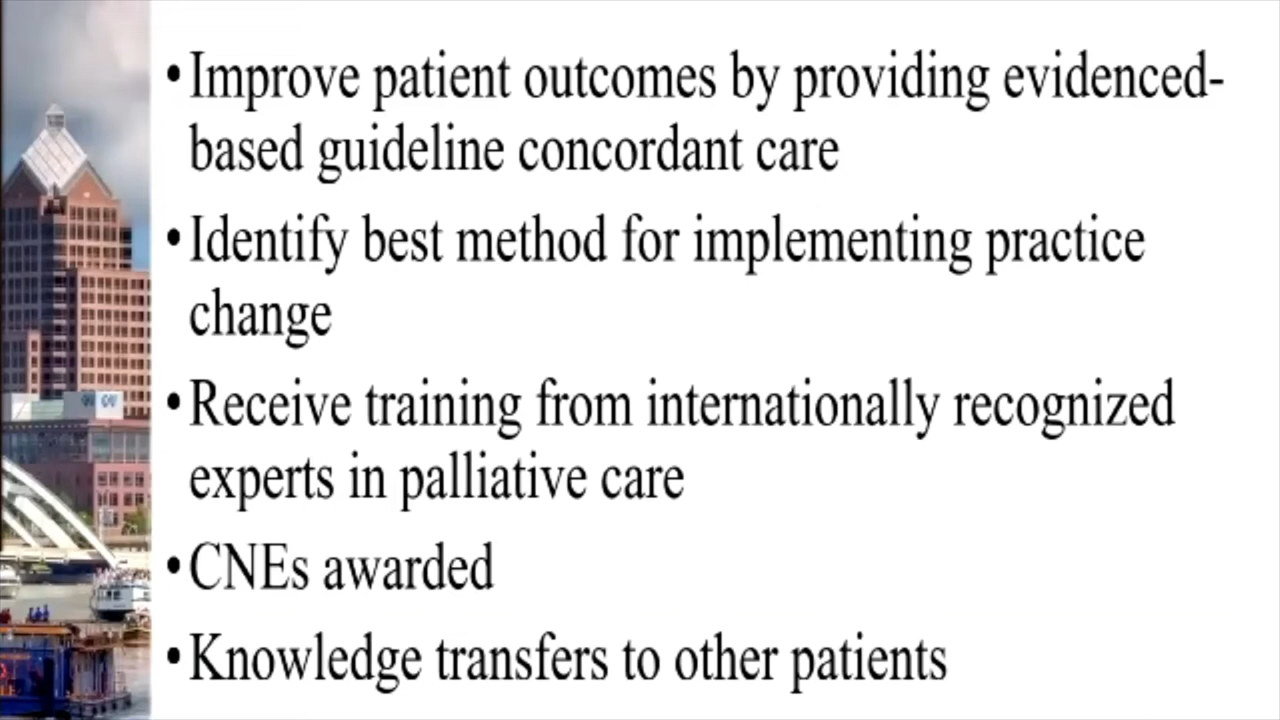 •Improve patient outcomes by providing evidenced-
based guideline concordant care
•Identify best method for implementing practice
change
•Receive training from internationally recognized
experts in palliative care
•CNEs awarded
•Knowledge transfers to other patients